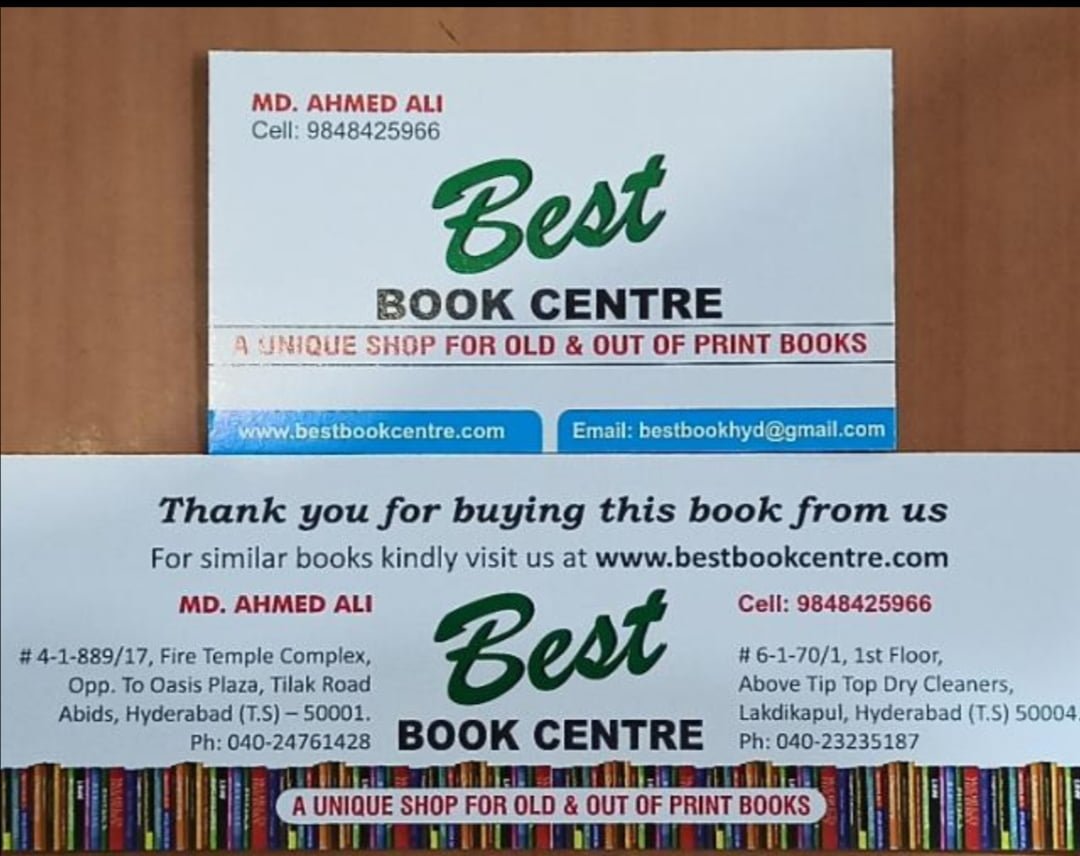 MD. AHMED ALI
Cell: 9848425966
Best
BOOK CENTRE
A UNIQUE SHOP FOR OLD & OUT OF PRINT BOOKS
www.bestbookcentre.com
Email: bestbookhyd@gmail.com
Thank you for buying this book from us
For similar books kindly visit us at www.bestbookcentre.com
MD. AHMED ALI
# 4-1-889/17, Fire Temple Complex,
Opp. To Oasis Plaza, Tilak Road
Abids, Hyderabad (T.S) – 50001.
Ph: 040-24761428
Best
BOOK CENTRE
Cell: 9848425966
# 6-1-70/1, 1st Floor,
Above Tip Top Dry Cleaners,
Lakdikapul, Hyderabad (T.S) 50004.
Ph: 040-23235187
A UNIQUE SHOP FOR OLD & OUT OF PRINT BOOKS